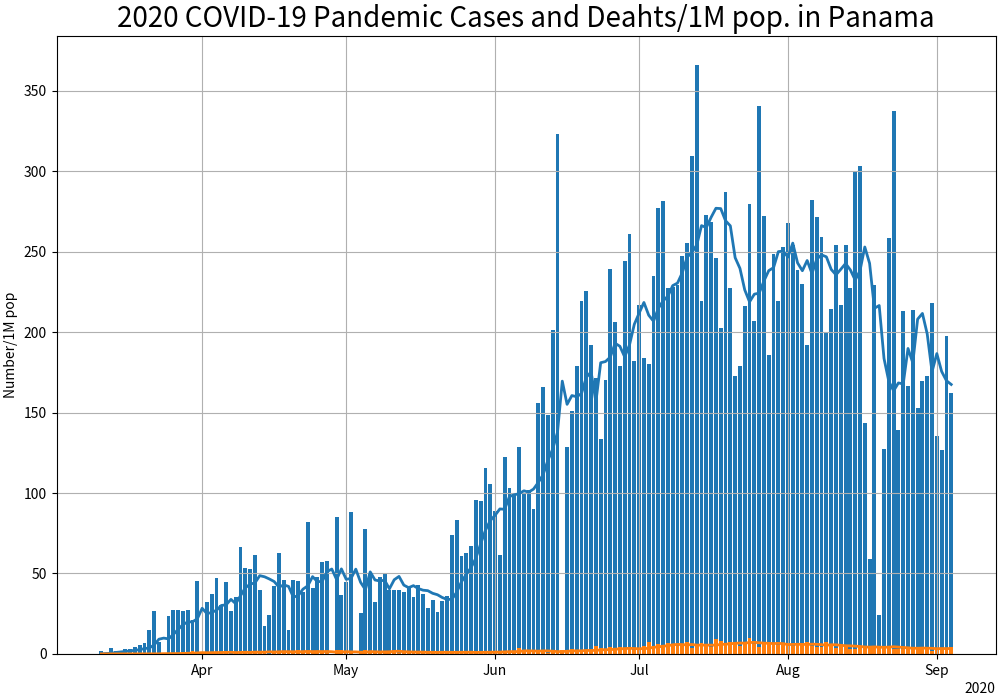 2020 COVID-19 Pandemic Cases and Deahts/1M pop. in Panama
Number/1M pop
350
300
250
200
150
100
50
0
Apr
May
Jun
Jul
Aug
Sep
2020